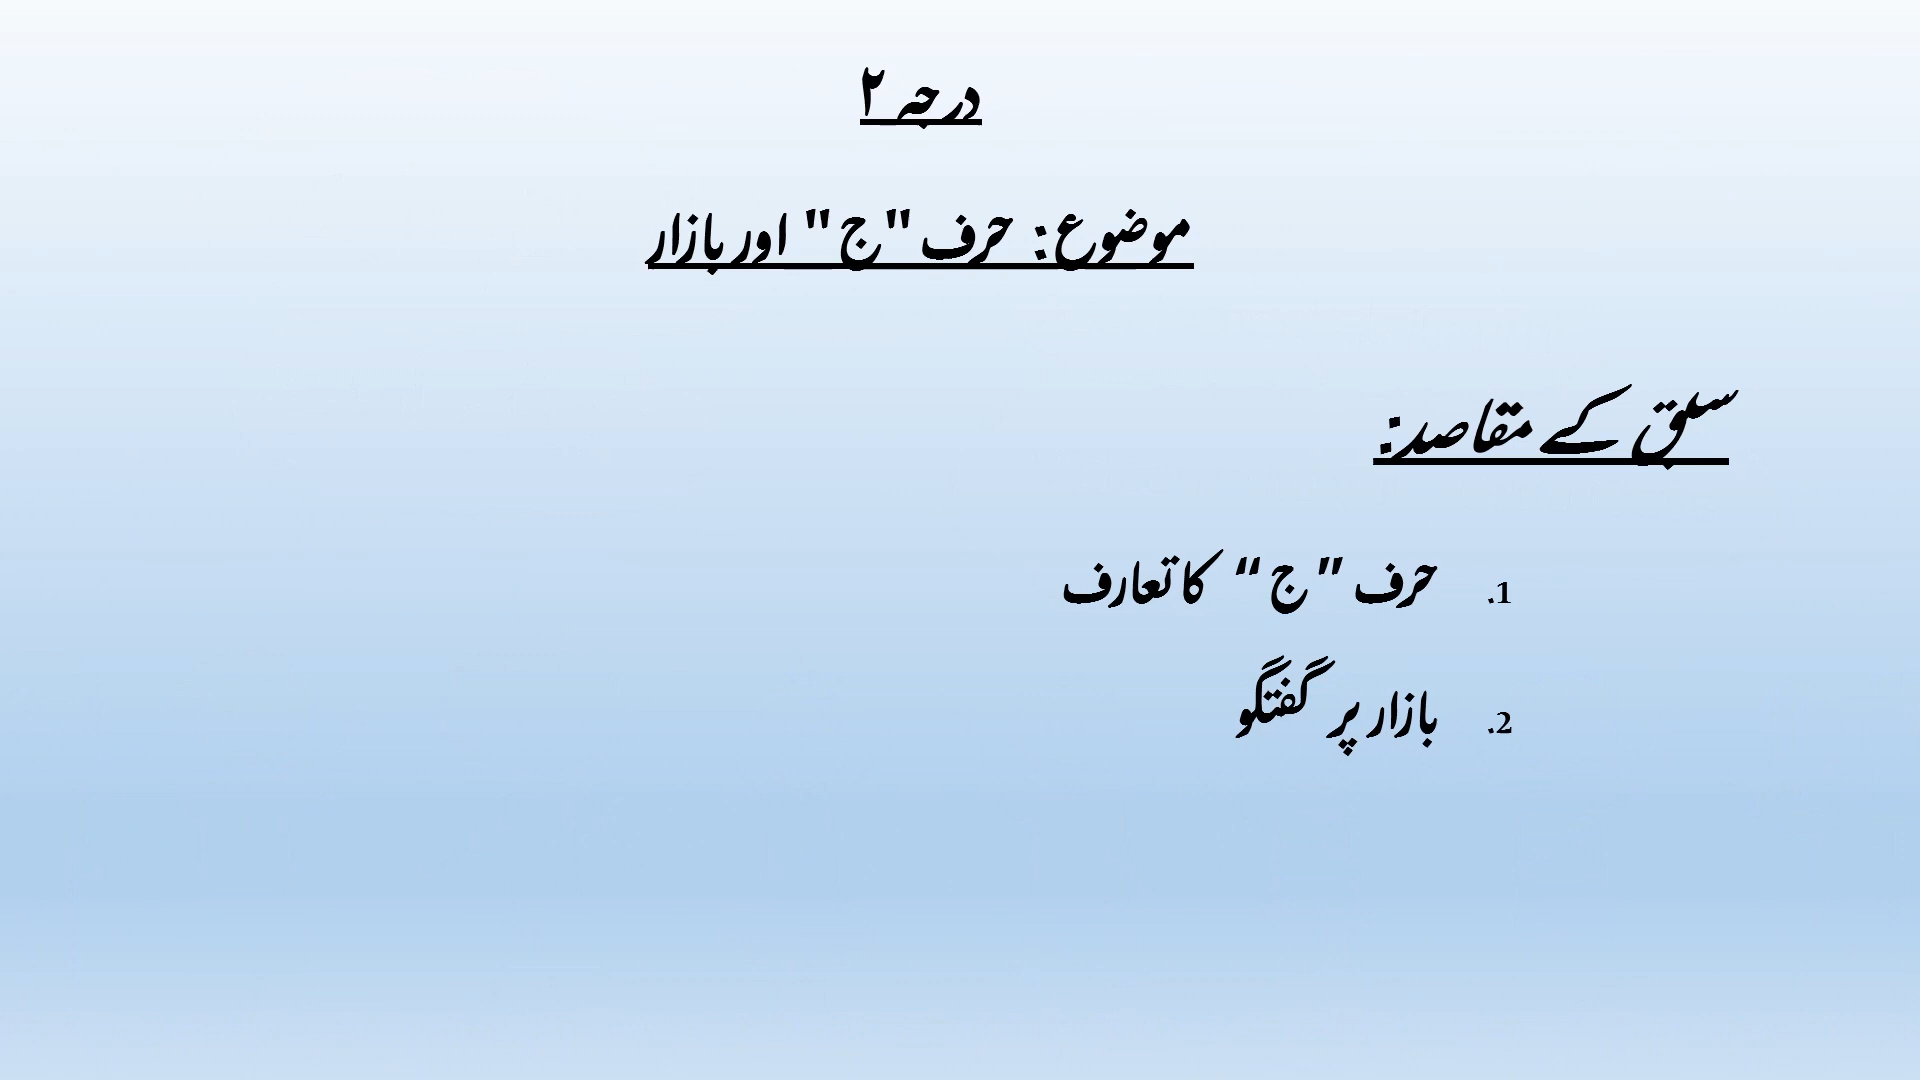 درجہ ۲
موضوع: حرف "ج" اور بازار
سبق کے مقاصد:
1. حرف ”ج“ کا تعارف
2. بازار پر گفتگو